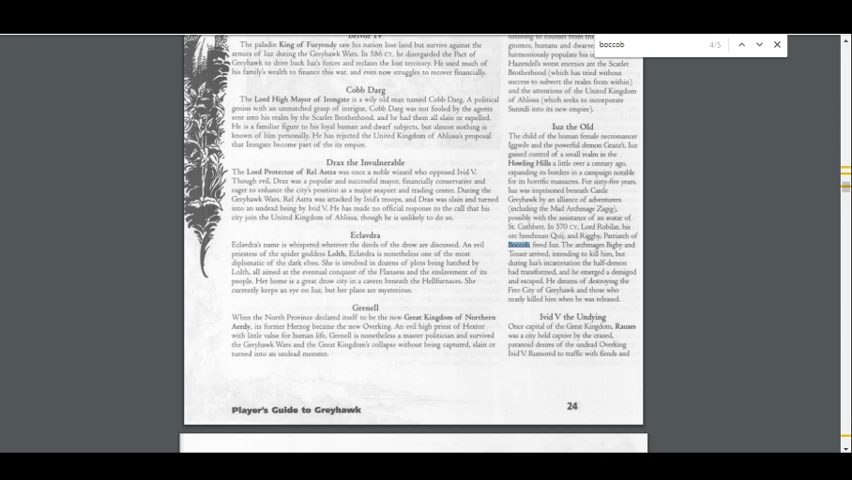 boccob
4/5
Belvor IV
The paladin King of Furyondy saw his nation lose land but survive against the
armies of Iuz during the Greyhawk Wars. In 586 CY, he disregarded the Pact of
Greyhawk to drive back Iuz's forces and reclaim the lost territory. He used much of
his family's wealth to finance this war, and even now struggles to recover financially.
Cobb Darg
The Lord High Mayor of Irongate is a wily old man named Cobb Darg. A political
genius with an unmatched grasp of intrigue, Cobb Darg was not fooled by the agents
sent into his realm by the Scarlet Brotherhood, and he had them all slain or expelled.
He is a familiar figure to his loyal human and dwarf subjects, but almost nothing is
known of him personally. He has rejected the United Kingdom of Ahlissa's proposal
that Irongate become part of its empire.
Drax the Invulnerable
The Lord Protector of Rel Astra was once a noble wizard who opposed Ivid V.
Though evil, Drax was a popular and successful mayor, financially conservative and
eager to enhance the city's position as a major seaport and trading center. During the
Greyhawk Wars, Rel Astra was attacked by Ivid's troops, and Drax was slain and turned
into an undead being by Ivid V. He has made no official response to the call that his
city join the United Kingdom of Ahlissa, though he is unlikely to do so.
Eclavdra
Eclavdra's name is whispered wherever the deeds of the drow are discussed. An evil
priestess of the spider goddess Lolth, Eclavdra is nonetheless one of the most
diplomatic of the dark elves. She is involved in dozens of plots being hatched by
Lolth, all aimed at the eventual conquest of the Flanaess and the enslavement of its
people. Her home is a great drow city in a cavern beneath the Hellfurnaces. She
currently keeps an eye on Iuz, but her plans are mysterious.
Grenell
When the North Province declared itself to be the new Great Kingdom of Northern
Aerdy, its former Herzog became the new Overking. An evil high priest of Hextor
with little value for human life, Grenell is nonetheless a master politician and survived
the Greyhawk Wars and the Great Kingdom's collapse without being captured, slain or
turned into an undead monster.
listening to counsel from the
gnomes, humans and dwarve
harmoniously populate his
Hazendel's worst enemies are the Scarlet
Brotherhood (which has tried without
success to subvert the realm from within)
and the attentions of the United Kingdom
of Ahlissa (which seeks to incorporate
Sunndi into its new empire).
Iuz the Old
The child of the human female necromancer
Iggwilv and the powerful demon Graz'zt, Iuz
gained control of a small realm in the
Howling Hills a little over a century ago,
expanding its borders in a campaign notable
for its horrific massacres. For sixty-five years,
Iuz was imprisoned beneath Castle
Greyhawk by an alliance of adventurers
(including the Mad Archmage Zagig),
possibly with the assistance of an avatar of
St. Cuthbert. In 570 CY, Lord Robilar, his
orc henchman Quij, and Riggby, Patriarch of
Boccob, freed Iuz. The archmages Bigby and
Tenser arrived, intending to kill him, but
during Iuz's incarceration the half-demon
had transformed, and he emerged a demigod
and escaped. He dreams of destroying the
Free City of Greyhawk and those who
nearly killed him when he was released.
Ivid V the Undying
Once capital of the Great Kingdom, Rauxes
was a city held captive by the crazed,
paranoid desires of the undead Overking
Ivid V. Rumored to traffic with fiends and
Player's Guide to Greyhawk
24